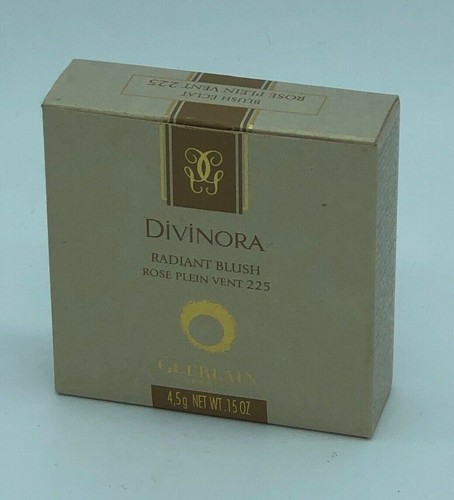 BLUSH ÉCLAT
ROSE PLEIN VENT 225
DiViNORA
RADIANT BLUSH
ROSE PLEIN VENT 225
GUERLAIN
4,5g NET WT .15 OZ